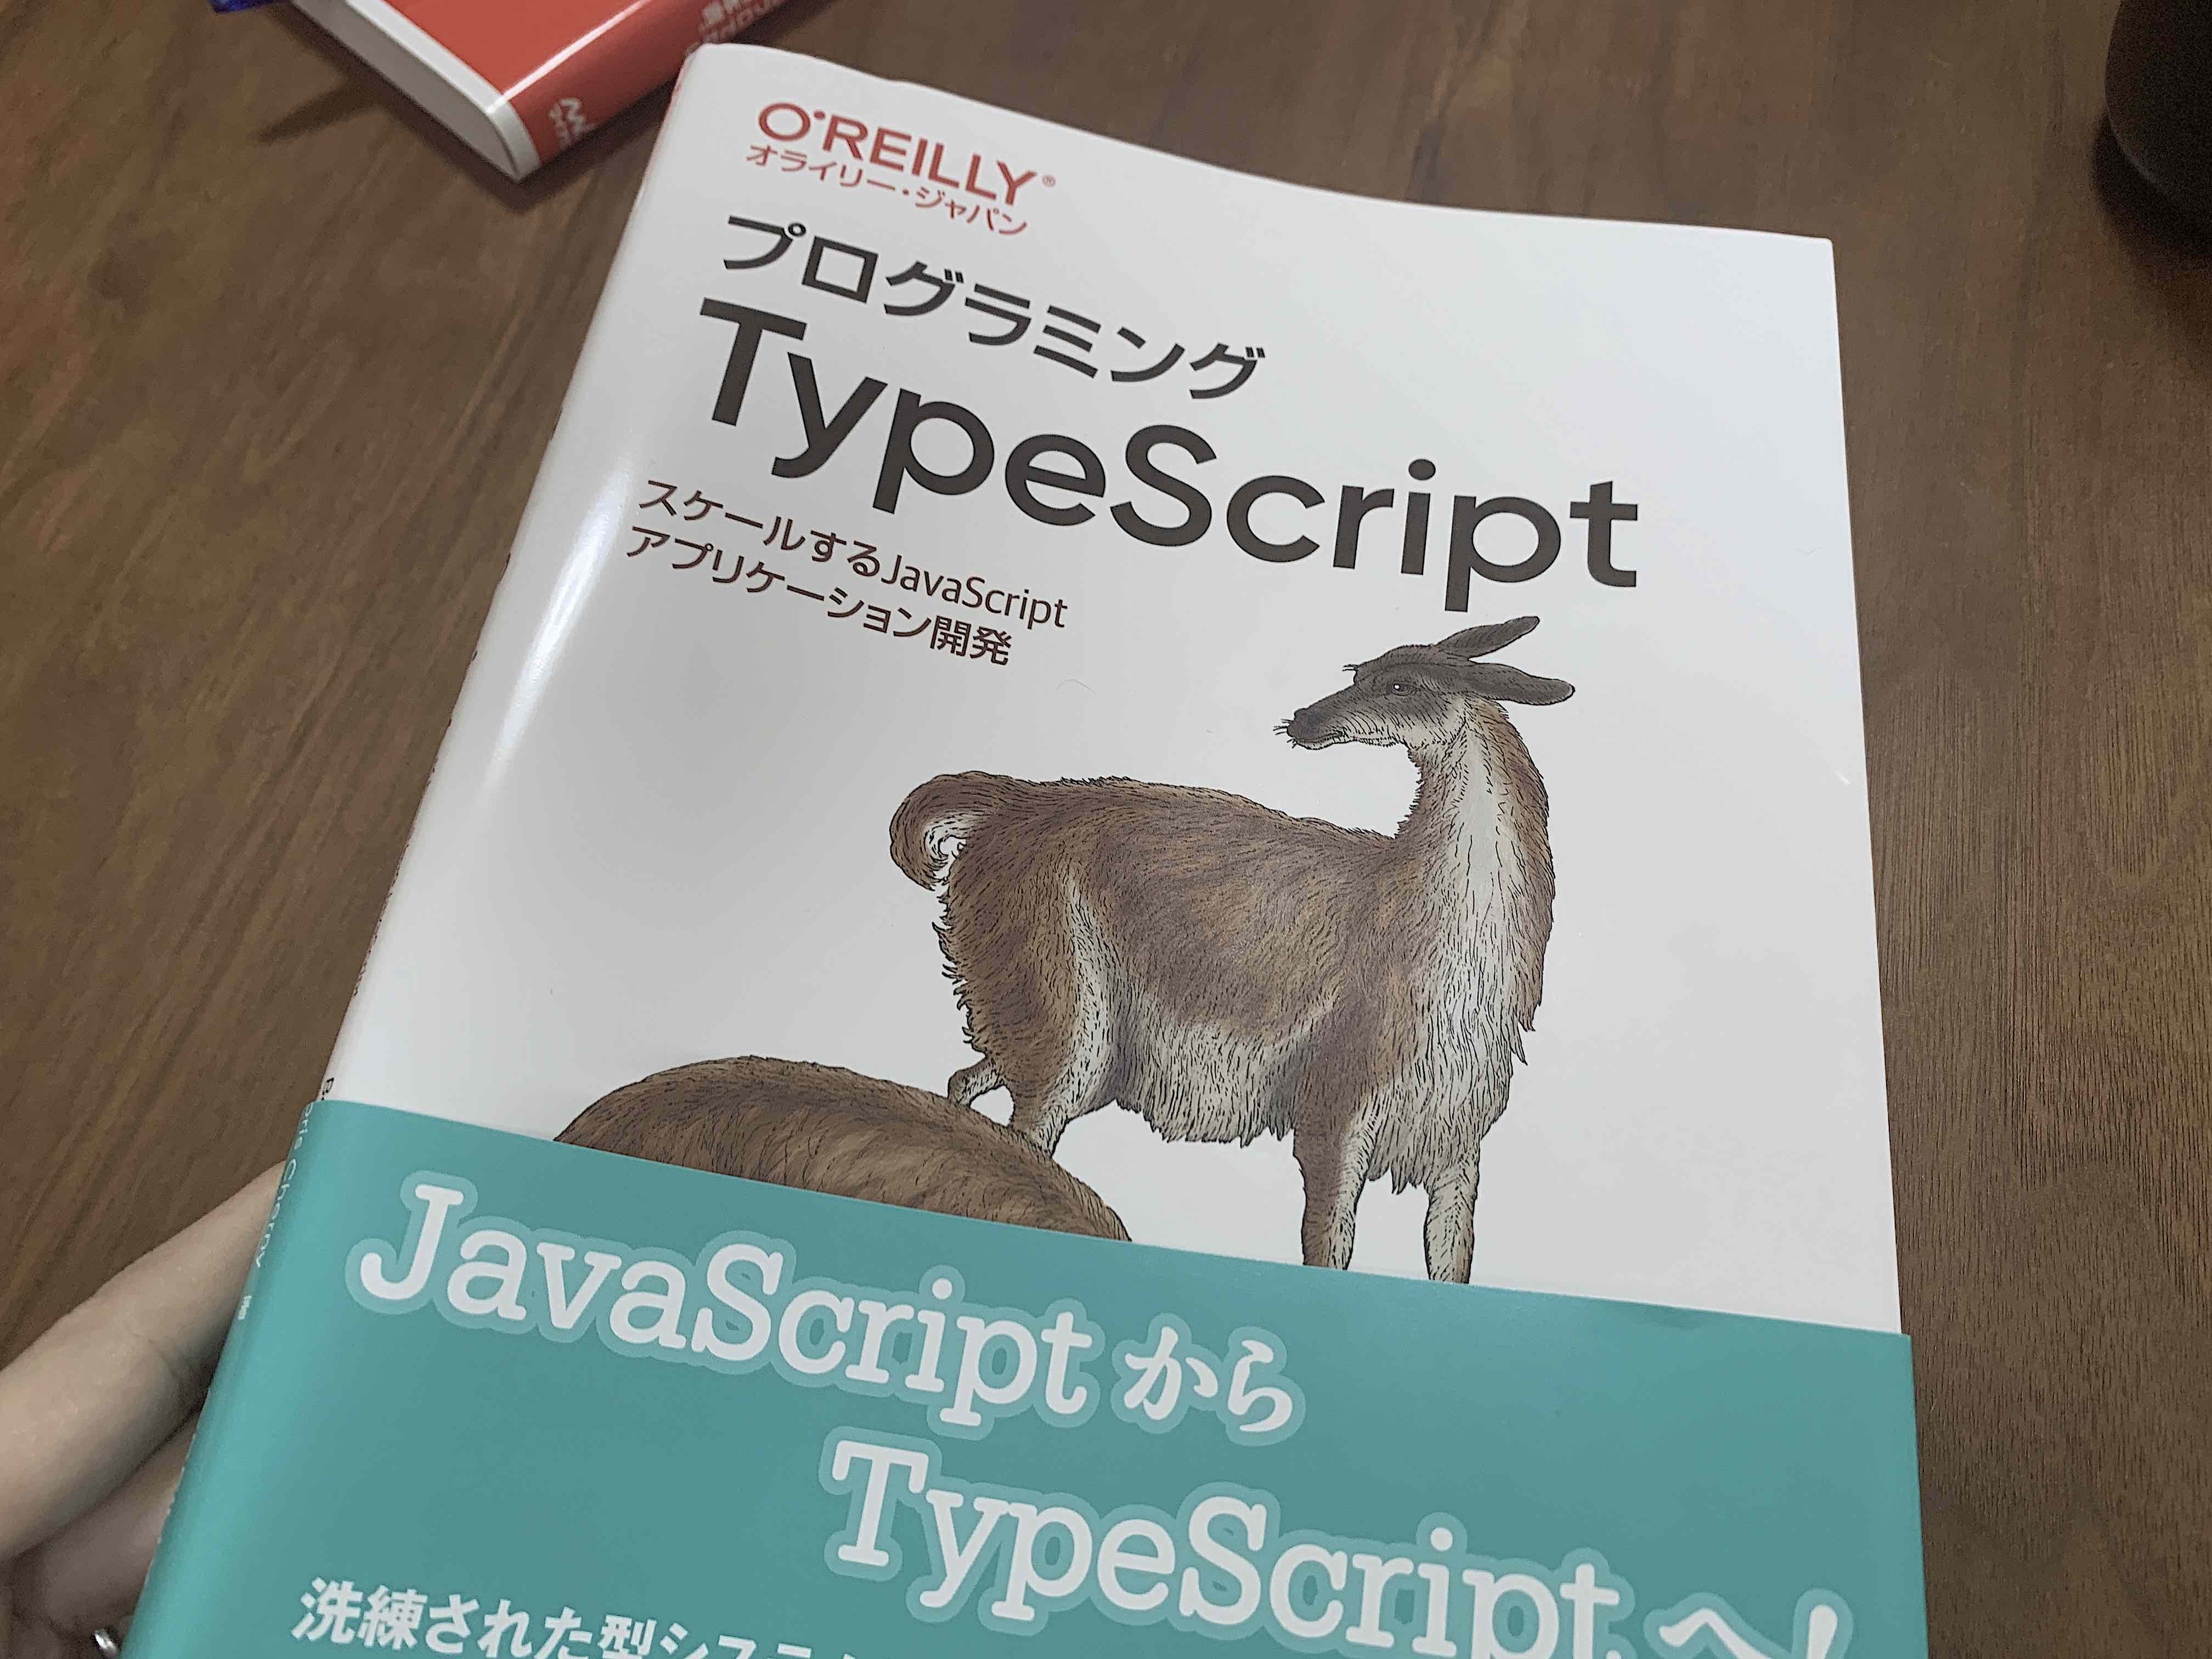 O'REILLY®
オライリー・ジャパン
プログラミング
TypeScript
スケールするJavaScript
アプリケーション開発
JavaScriptから
TypeScriptへ!
洗練された型システ
Boris Cherny 著